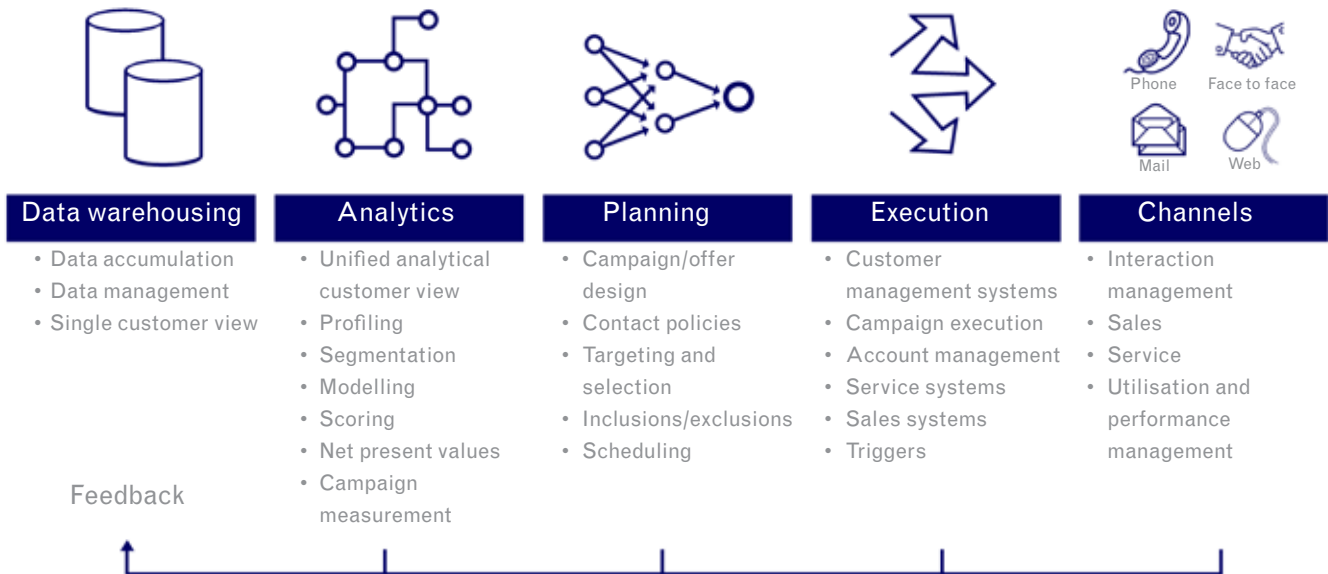 Phone
Face to face
Mail
Web
Data warehousing
• Data accumulation
• Data management
• Single customer view
Analytics
• Unified analytical
customer view
• Profiling
• Segmentation
• Modelling
• Scoring
• Net present values
• Campaign
measurement
Planning
• Campaign/offer
design
• Contact policies
• Targeting and
selection
• Inclusions/exclusions
• Scheduling
Execution
• Customer
management systems
• Campaign execution
• Account management
• Service systems
• Sales systems
• Triggers
Channels
• Interaction
management
• Sales
• Service
• Utilisation and
performance
management
Feedback